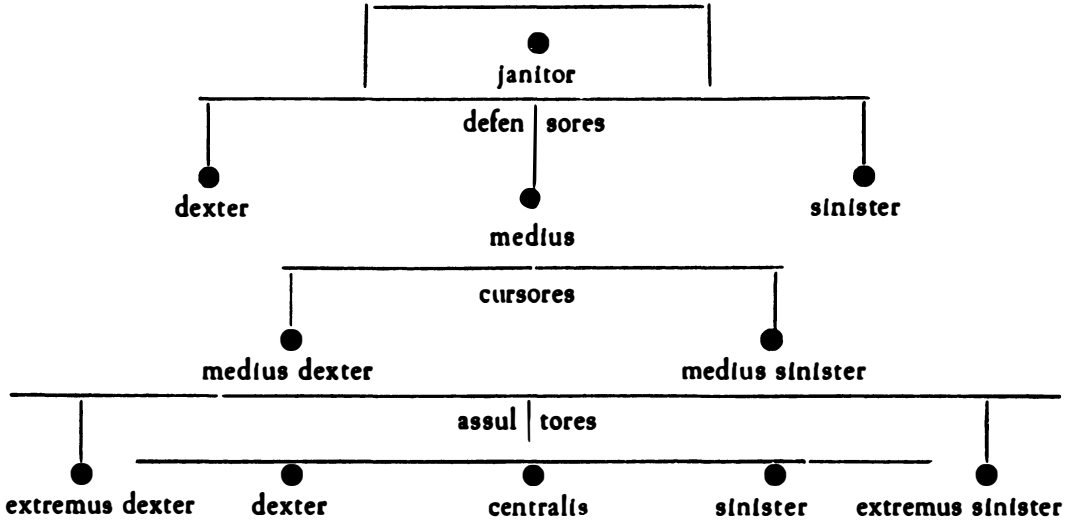 janitor
defen sores
dexter
sinister
medius
cursores
medius dexter
medius sinister
assul tores
extremus dexter
dexter
centralis
sinister
extremus sinister